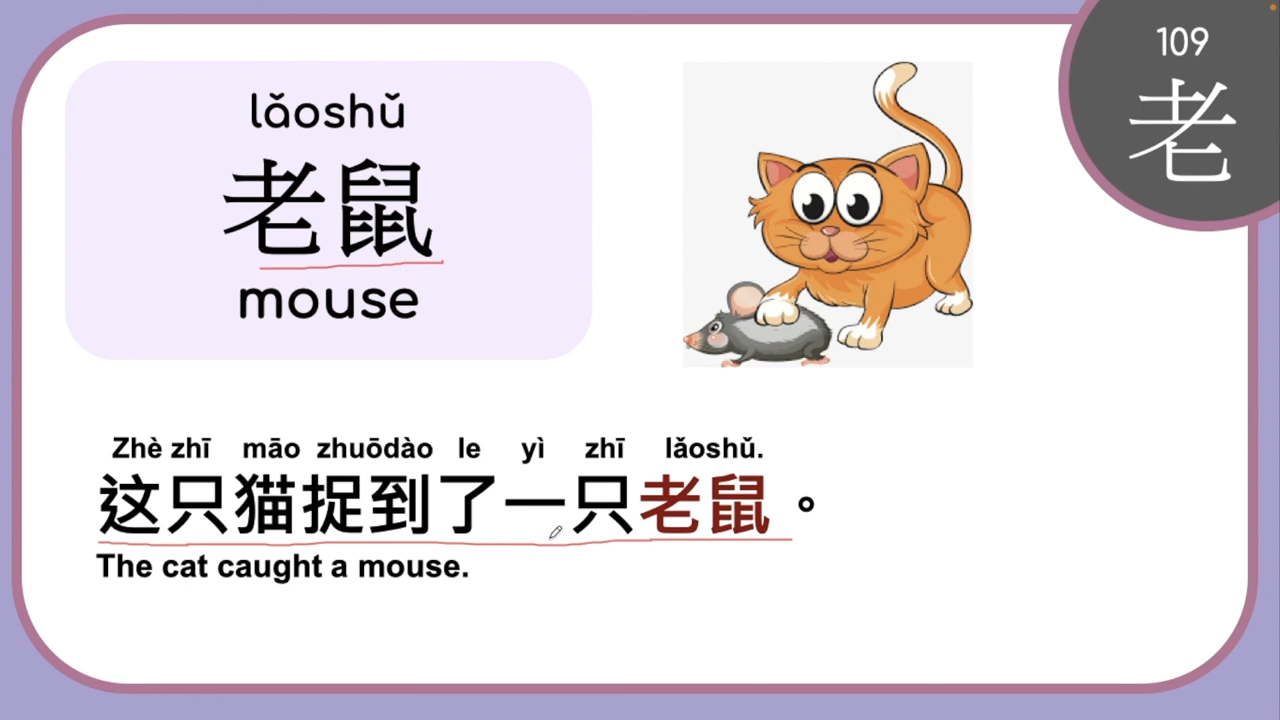 109
老
lǎoshǔ
老鼠
mouse
Zhè zhī māo zhuōdào le yì zhī lǎoshǔ.
这只猫捉到了一只老鼠。
The cat caught a mouse.